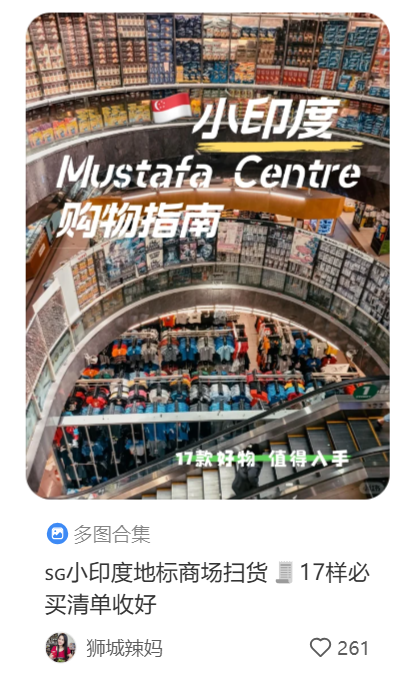 小印度
Mustafa Centre
购物指南
17款好物 值得入手
多图合集
sG小印度地标商场扫货 17样必
买清单收好
狮城辣妈
261